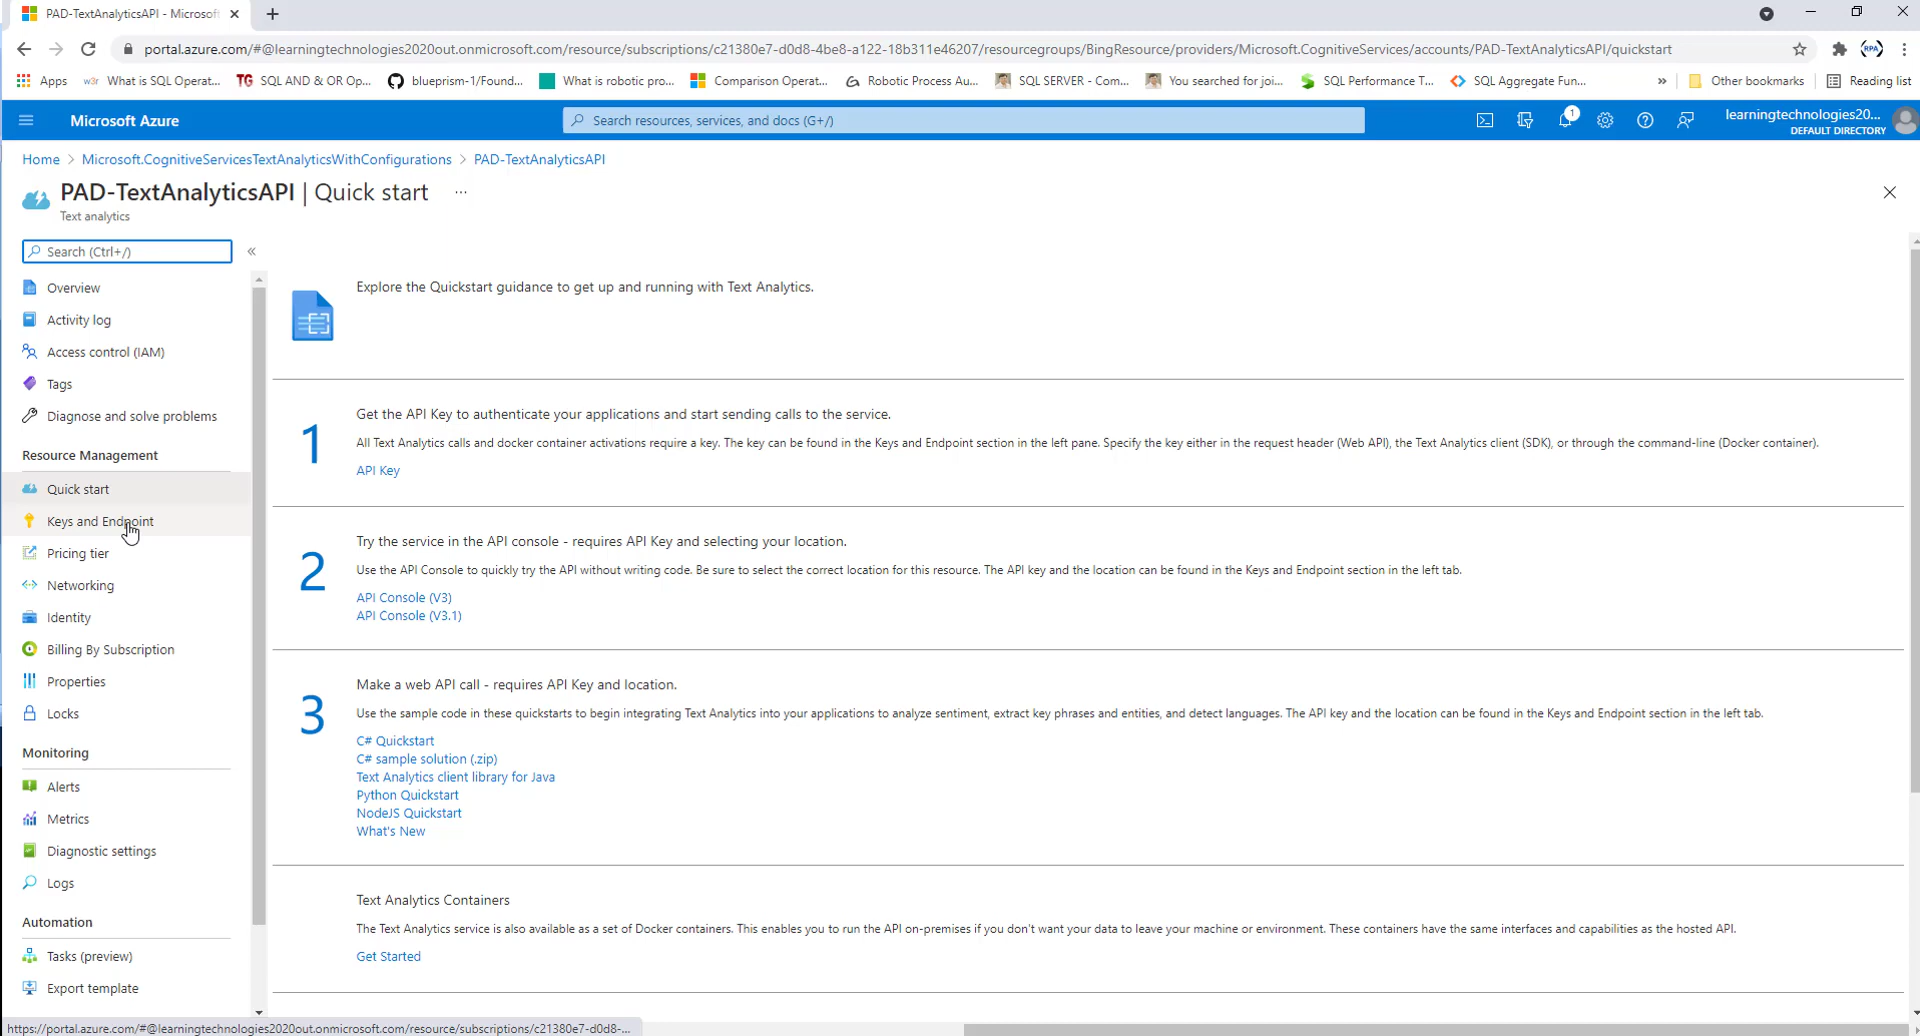 PAD-TextAnalyticsAPI - Microsoft
portal.azure.com/#@learningtechnologies2020out.onmicrosoft.com/resource/subscriptions/c21380e7-d0d8-4be8-a122-18b311e46207/resourcegroups/BingResource/providers/Microsoft.CognitiveServices/accounts/PAD-TextAnalyticsAPI/quickstart
RPA
Apps
w3r What is SQL Operat...
TG SQL AND & OR Op...
blueprism-1/Found...
What is robotic pro...
Comparison Operat...
Robotic Process Au...
SQL SERVER - Com...
You searched for joi...
SQL Performance T...
SQL Aggregate Fun...
»
Other bookmarks
Reading list
Microsoft Azure
Search resources, services, and docs (G+/)
1
learningtechnologies20...
DEFAULT DIRECTORY
Home > Microsoft.CognitiveServicesTextAnalyticsWithConfigurations > PAD-TextAnalyticsAPI
PAD-TextAnalyticsAPI | Quick start ...
Text analytics
Search (Ctrl+/)
«
Overview
Activity log
Access control (IAM)
Tags
Diagnose and solve problems
Resource Management
Quick start
Keys and Endpoint
Pricing tier
Networking
Identity
Billing By Subscription
Properties
Locks
Monitoring
Alerts
Metrics
Diagnostic settings
Logs
Automation
Tasks (preview)
Export template
Explore the Quickstart guidance to get up and running with Text Analytics.
1
Get the API Key to authenticate your applications and start sending calls to the service.
All Text Analytics calls and docker container activations require a key. The key can be found in the Keys and Endpoint section in the left pane. Specify the key either in the request header (Web API), the Text Analytics client (SDK), or through the command-line (Docker container).
API Key
2
Try the service in the API console - requires API Key and selecting your location.
Use the API Console to quickly try the API without writing code. Be sure to select the correct location for this resource. The API key and the location can be found in the Keys and Endpoint section in the left tab.
API Console (V3)
API Console (V3.1)
3
Make a web API call - requires API Key and location.
Use the sample code in these quickstarts to begin integrating Text Analytics into your applications to analyze sentiment, extract key phrases and entities, and detect languages. The API key and the location can be found in the Keys and Endpoint section in the left tab.
C# Quickstart
C# sample solution (.zip)
Text Analytics client library for Java
Python Quickstart
NodeJS Quickstart
What's New
Text Analytics Containers
The Text Analytics service is also available as a set of Docker containers. This enables you to run the API on-premises if you don't want your data to leave your machine or environment. These containers have the same interfaces and capabilities as the hosted API.
Get Started
https://portal.azure.com/#@learningtechnologies2020out.onmicrosoft.com/resource/subscriptions/c21380e7-d0d8-...